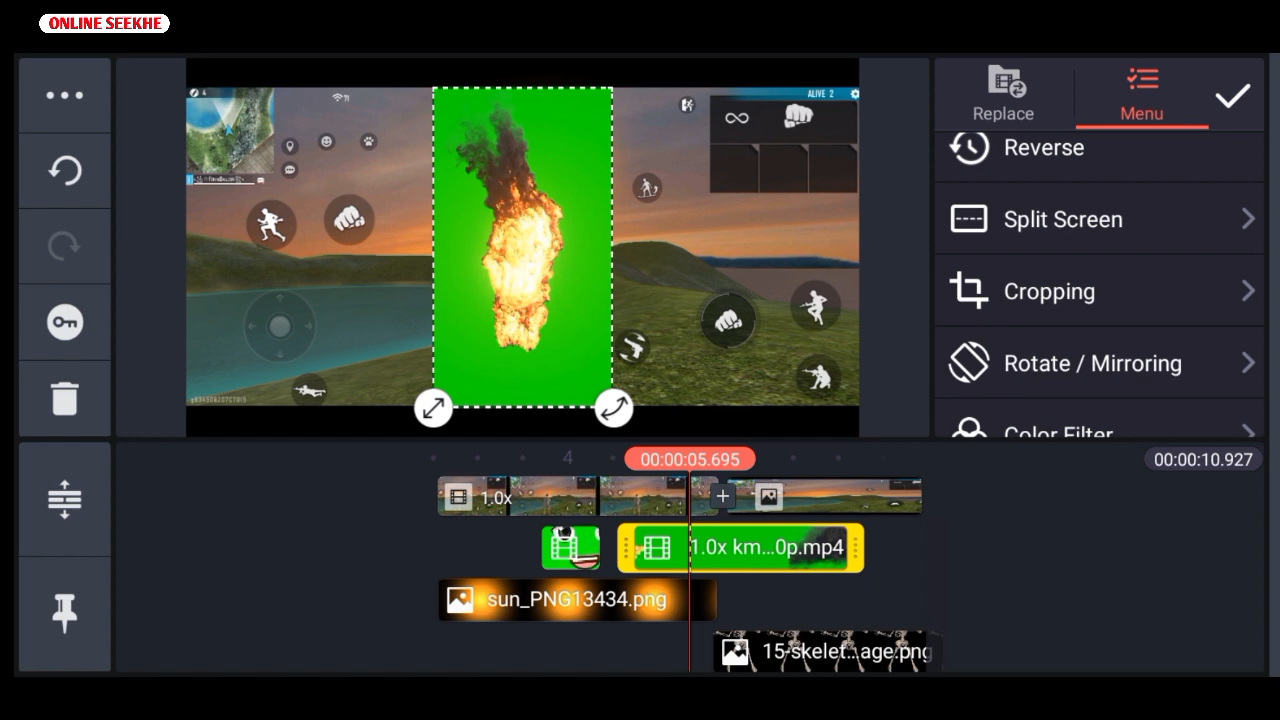 ONLINE SEEKHE
Replace
Menu
Reverse
Split Screen
Cropping
Rotate / Mirroring
Color Filter
ALIVE 2
4
00:00:05.695
00:00:10.927
1.0x
1.0x km...0p.mp4
sun_PNG13434.png
15-skelet...age.png